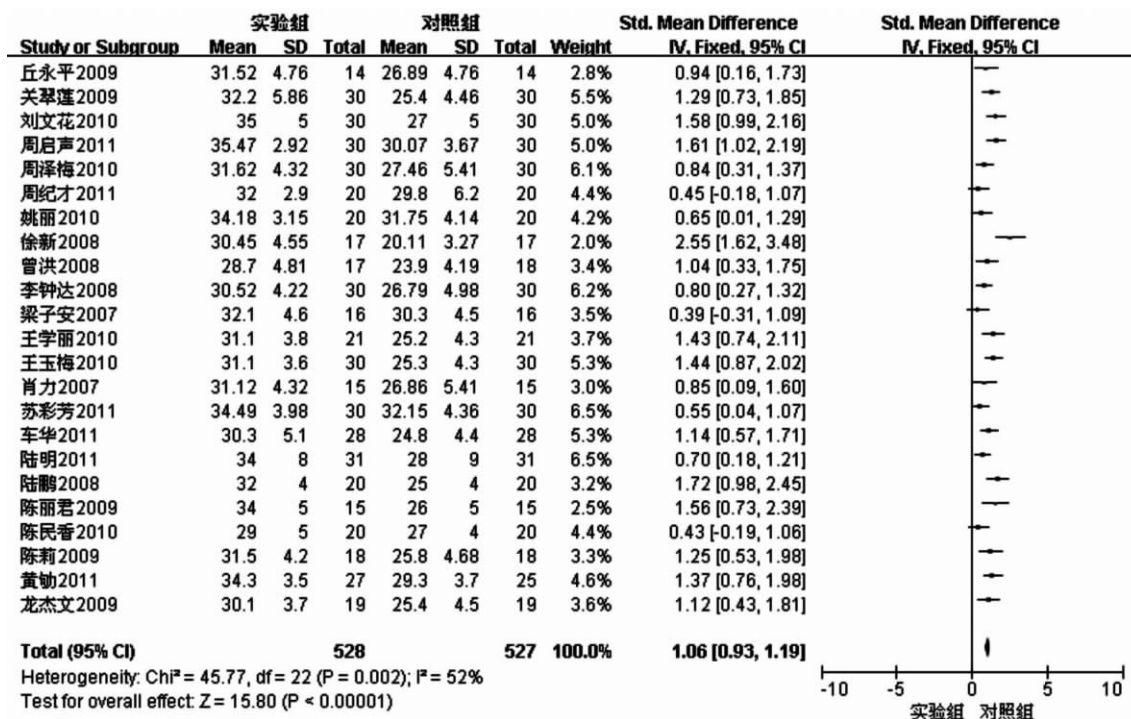 实验组 对照组 Std. Mean Difference Std. Mean Difference
Study or Subgroup Mean SD Total Mean SD Total Weight IV, Fixed, 95% CI IV, Fixed, 95% CI
丘永平2009 31.52 4.76 14 26.89 4.76 14 2.8% 0.94 [0.16, 1.73]
关翠莲2009 32.2 5.86 30 25.4 4.46 30 5.5% 1.29 [0.73, 1.85]
刘文花2010 35 5 30 27 5 30 5.0% 1.58 [0.99, 2.16]
周启声2011 35.47 2.92 30 30.07 3.67 30 5.0% 1.61 [1.02, 2.19]
周泽梅2010 31.62 4.32 30 27.46 5.41 30 6.1% 0.84 [0.31, 1.37]
周纪才2011 32 2.9 20 29.8 6.2 20 4.4% 0.45 [-0.18, 1.07]
姚丽2010 34.18 3.15 20 31.75 4.14 20 4.2% 0.65 [0.01, 1.29]
徐新2008 30.45 4.55 17 20.11 3.27 17 2.0% 2.55 [1.62, 3.48]
曾洪2008 28.7 4.81 17 23.9 4.19 18 3.4% 1.04 [0.33, 1.75]
李钟达2008 30.52 4.22 30 26.79 4.98 30 6.2% 0.80 [0.27, 1.32]
梁子安2007 32.1 4.6 16 30.3 4.5 16 3.5% 0.39 [-0.31, 1.09]
王学丽2010 31.1 3.8 21 25.2 4.3 21 3.7% 1.43 [0.74, 2.11]
王玉梅2010 31.1 3.6 30 25.3 4.3 30 5.3% 1.44 [0.87, 2.02]
肖力2007 31.12 4.32 15 26.86 5.41 15 3.0% 0.85 [0.09, 1.60]
苏彩芳2011 34.49 3.98 30 32.15 4.36 30 6.5% 0.55 [0.04, 1.07]
车华2011 30.3 5.1 28 24.8 4.4 28 5.3% 1.14 [0.57, 1.71]
陆明2011 34 8 31 28 9 31 6.5% 0.70 [0.18, 1.21]
陆鹏2008 32 4 20 25 4 20 3.2% 1.72 [0.98, 2.45]
陈丽君2009 34 5 15 26 5 15 2.5% 1.56 [0.73, 2.39]
陈民香2010 29 5 20 27 4 20 4.4% 0.43 [-0.19, 1.06]
陈莉2009 31.5 4.2 18 25.8 4.68 18 3.3% 1.25 [0.53, 1.98]
黄劬2011 34.3 3.5 27 29.3 3.7 25 4.6% 1.37 [0.76, 1.98]
龙杰文2009 30.1 3.7 19 25.4 4.5 19 3.6% 1.12 [0.43, 1.81]
Total (95% CI) 528 527 100.0% 1.06 [0.93, 1.19]
Heterogeneity: Chi² = 45.77, df = 22 (P = 0.002); I² = 52%
Test for overall effect: Z = 15.80 (P < 0.00001)
-10 -5 0 5 10
实验组 对照组